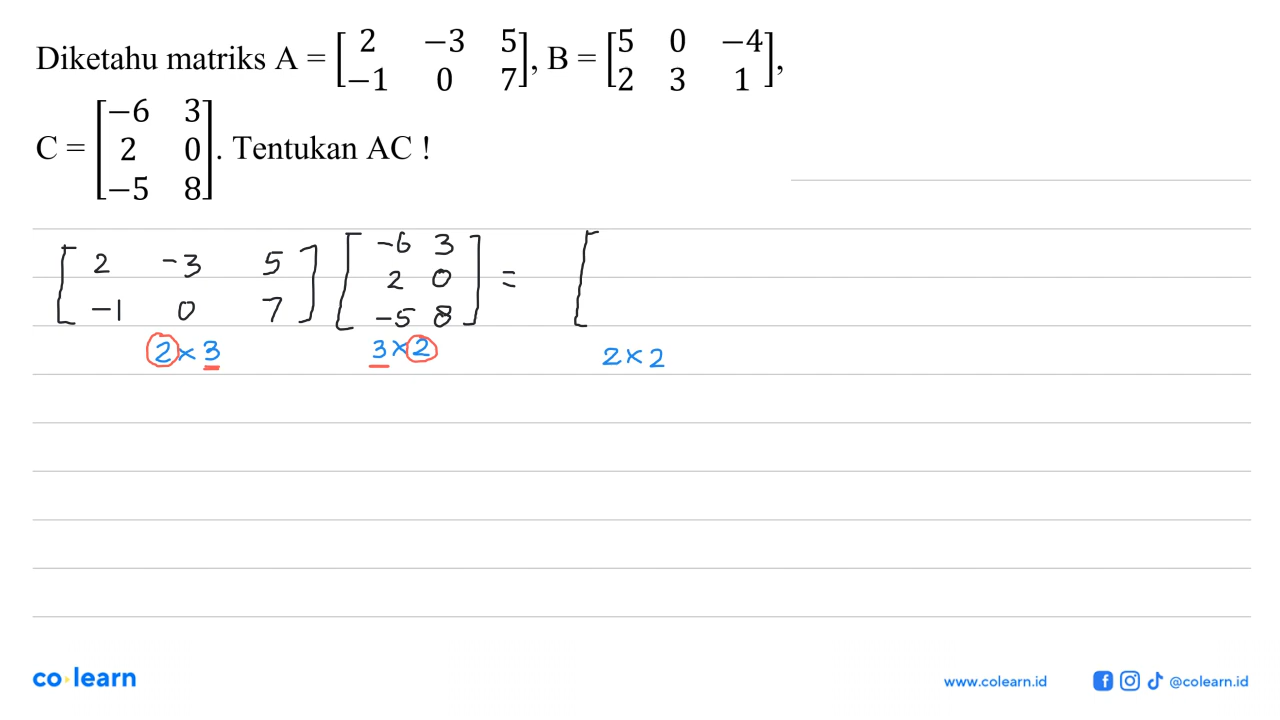 Diketahu matriks A = [2 −3 5; −1 0 7], B = [5 0 −4; 2 3 1],
C = [−6 3; 2 0; −5 8]. Tentukan AC !
[2 -3 5; -1 0 7] [-6 3; 2 0; -5 8] = [
2×3 3×2 2×2
co learn
www.colearn.id @colearn.id